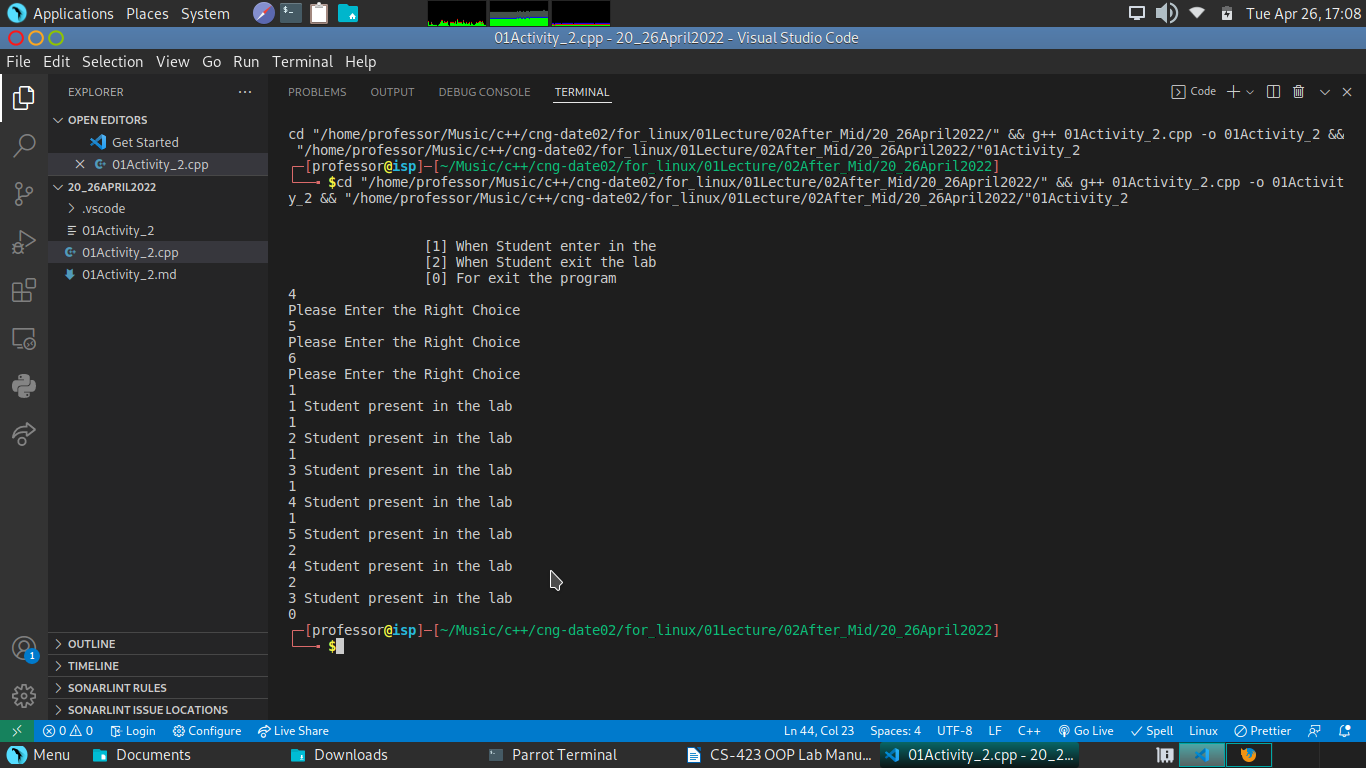 Applications Places System Tue Apr 26, 17:08
01Activity_2.cpp - 20_26April2022 - Visual Studio Code
File Edit Selection View Go Run Terminal Help
EXPLORER ···
OPEN EDITORS
Get Started
01Activity_2.cpp
20_26APRIL2022
.vscode
01Activity_2
01Activity_2.cpp
01Activity_2.md
OUTLINE
TIMELINE
SONARLINT RULES
SONARLINT ISSUE LOCATIONS
1
PROBLEMS OUTPUT DEBUG CONSOLE TERMINAL Code
cd "/home/professor/Music/c++/cng-date02/for_linux/01Lecture/02After_Mid/20_26April2022/" && g++ 01Activity_2.cpp -o 01Activity_2 &&
"/home/professor/Music/c++/cng-date02/for_linux/01Lecture/02After_Mid/20_26April2022/"01Activity_2
┌─[professor@isp]─[~/Music/c++/cng-date02/for_linux/01Lecture/02After_Mid/20_26April2022]
└──╼ $cd "/home/professor/Music/c++/cng-date02/for_linux/01Lecture/02After_Mid/20_26April2022/" && g++ 01Activity_2.cpp -o 01Activit
y_2 && "/home/professor/Music/c++/cng-date02/for_linux/01Lecture/02After_Mid/20_26April2022/"01Activity_2
[1] When Student enter in the
[2] When Student exit the lab
[0] For exit the program
4
Please Enter the Right Choice
5
Please Enter the Right Choice
6
Please Enter the Right Choice
1
1 Student present in the lab
1
2 Student present in the lab
1
3 Student present in the lab
1
4 Student present in the lab
1
5 Student present in the lab
2
4 Student present in the lab
2
3 Student present in the lab
0
┌─[professor@isp]─[~/Music/c++/cng-date02/for_linux/01Lecture/02After_Mid/20_26April2022]
└──╼ $
0 0 Login Configure Live Share Ln 44, Col 23 Spaces: 4 UTF-8 LF C++ Go Live Spell Linux Prettier
Menu Documents Downloads Parrot Terminal CS-423 OOP Lab Manu... 01Activity_2.cpp - 20_2...